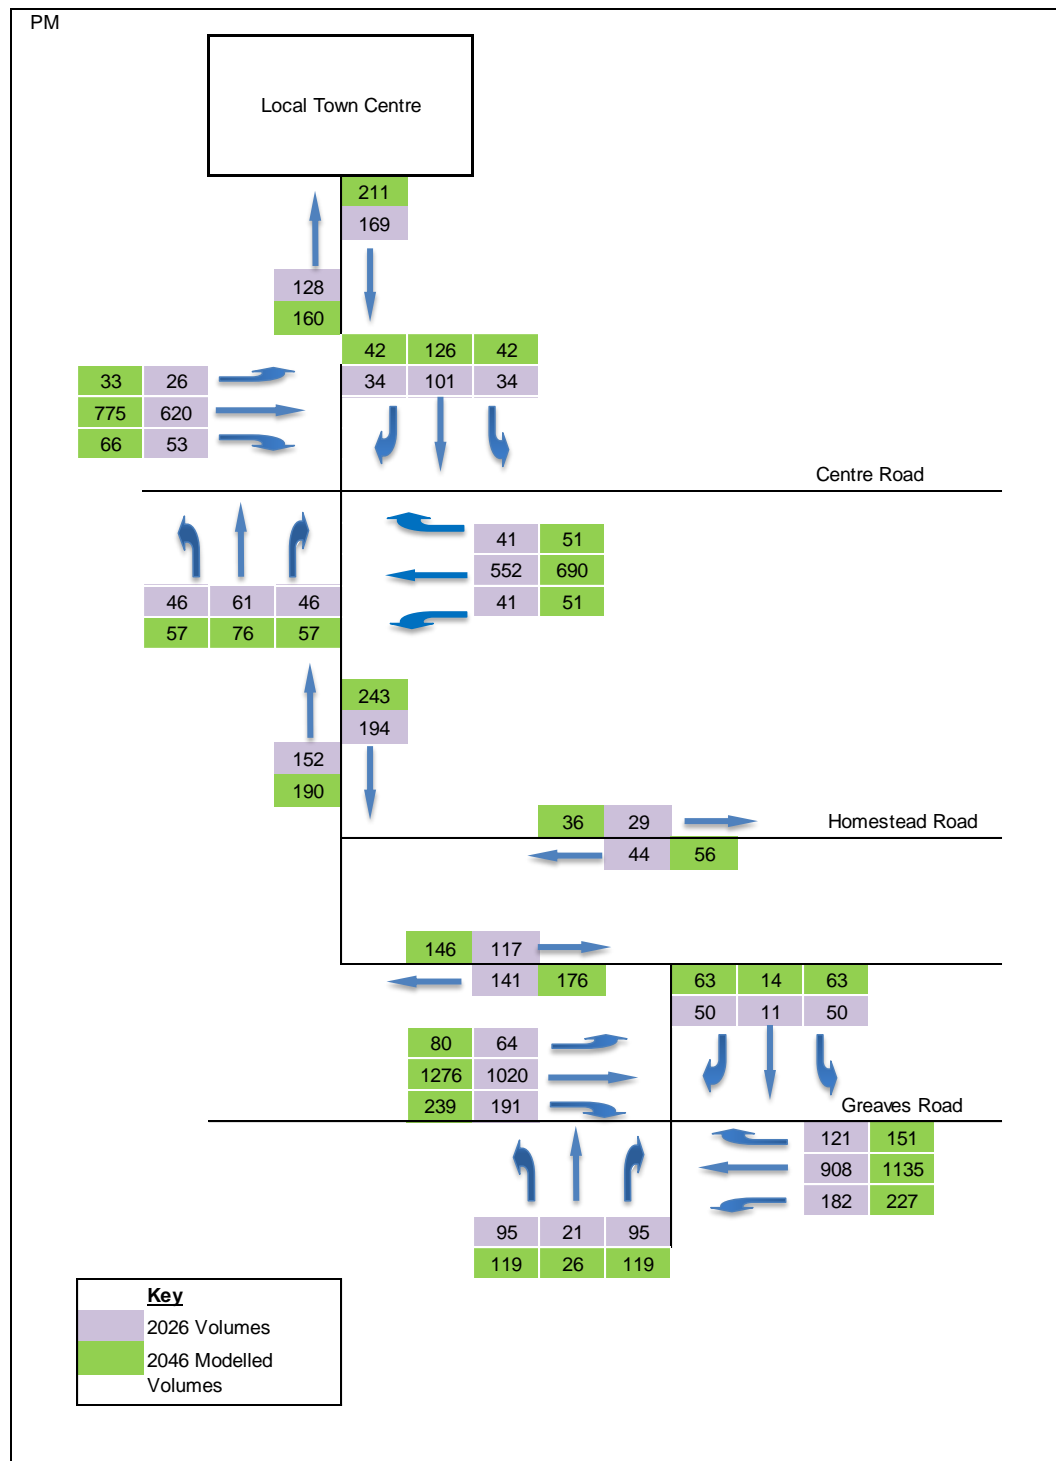 PM
Local Town Centre
211
169
128
160
42 126 42
34 101 34
33 26
775 620
66 53
Centre Road
41 51
552 690
41 51
46 61 46
57 76 57
243
194
152
190
36 29
Homestead Road
44 56
146 117
141 176
63 14 63
50 11 50
80 64
1276 1020
239 191
Greaves Road
121 151
908 1135
182 227
95 21 95
119 26 119
Key
2026 Volumes
2046 Modelled
Volumes